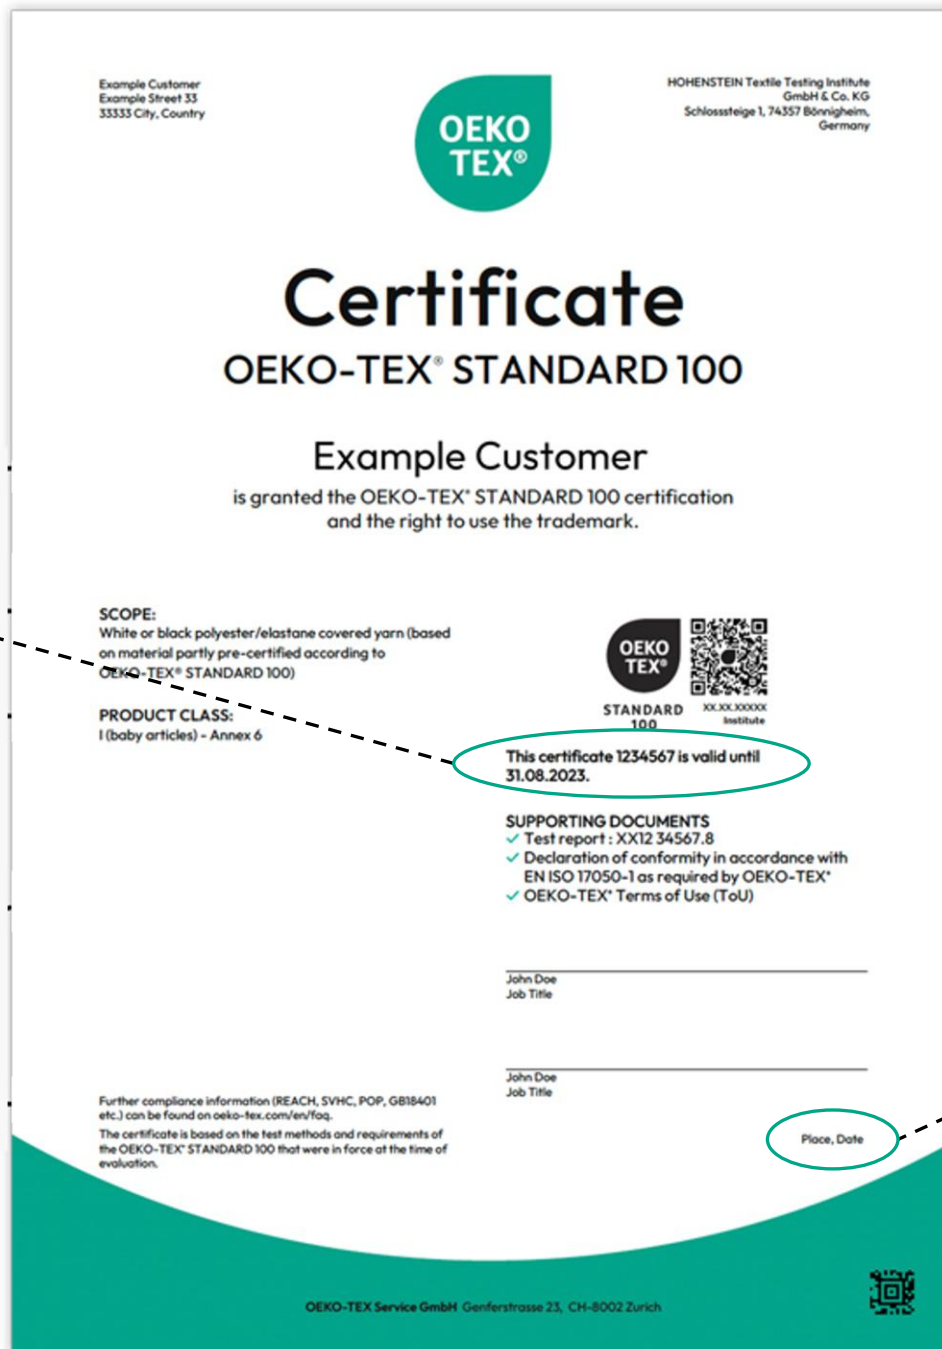 Example Customer
Example Street 33
33333 City, Country
OEKO
TEX®
HOHENSTEIN Textile Testing Institute
GmbH & Co. KG
Schlosssteige 1, 74357 Bönnigheim,
Germany
Certificate
OEKO-TEX® STANDARD 100
Example Customer
is granted the OEKO-TEX® STANDARD 100 certification
and the right to use the trademark.
SCOPE:
White or black polyester/elastane covered yarn (based
on material partly pre-certified according to
OEKO-TEX® STANDARD 100)
PRODUCT CLASS:
I (baby articles) - Annex 6
OEKO
TEX®
STANDARD
100
XX.XX.XXXXX
Institute
This certificate 1234567 is valid until
31.08.2023.
SUPPORTING DOCUMENTS
✓ Test report : XX12 34567.8
✓ Declaration of conformity in accordance with
EN ISO 17050-1 as required by OEKO-TEX®
✓ OEKO-TEX® Terms of Use (ToU)
John Doe
Job Title
John Doe
Job Title
Further compliance information (REACH, SVHC, POP, GB18401
etc.) can be found on oeko-tex.com/en/faq.
The certificate is based on the test methods and requirements of
the OEKO-TEX® STANDARD 100 that were in force at the time of
evaluation.
Place, Date
OEKO-TEX Service GmbH Genferstrasse 23, CH-8002 Zurich